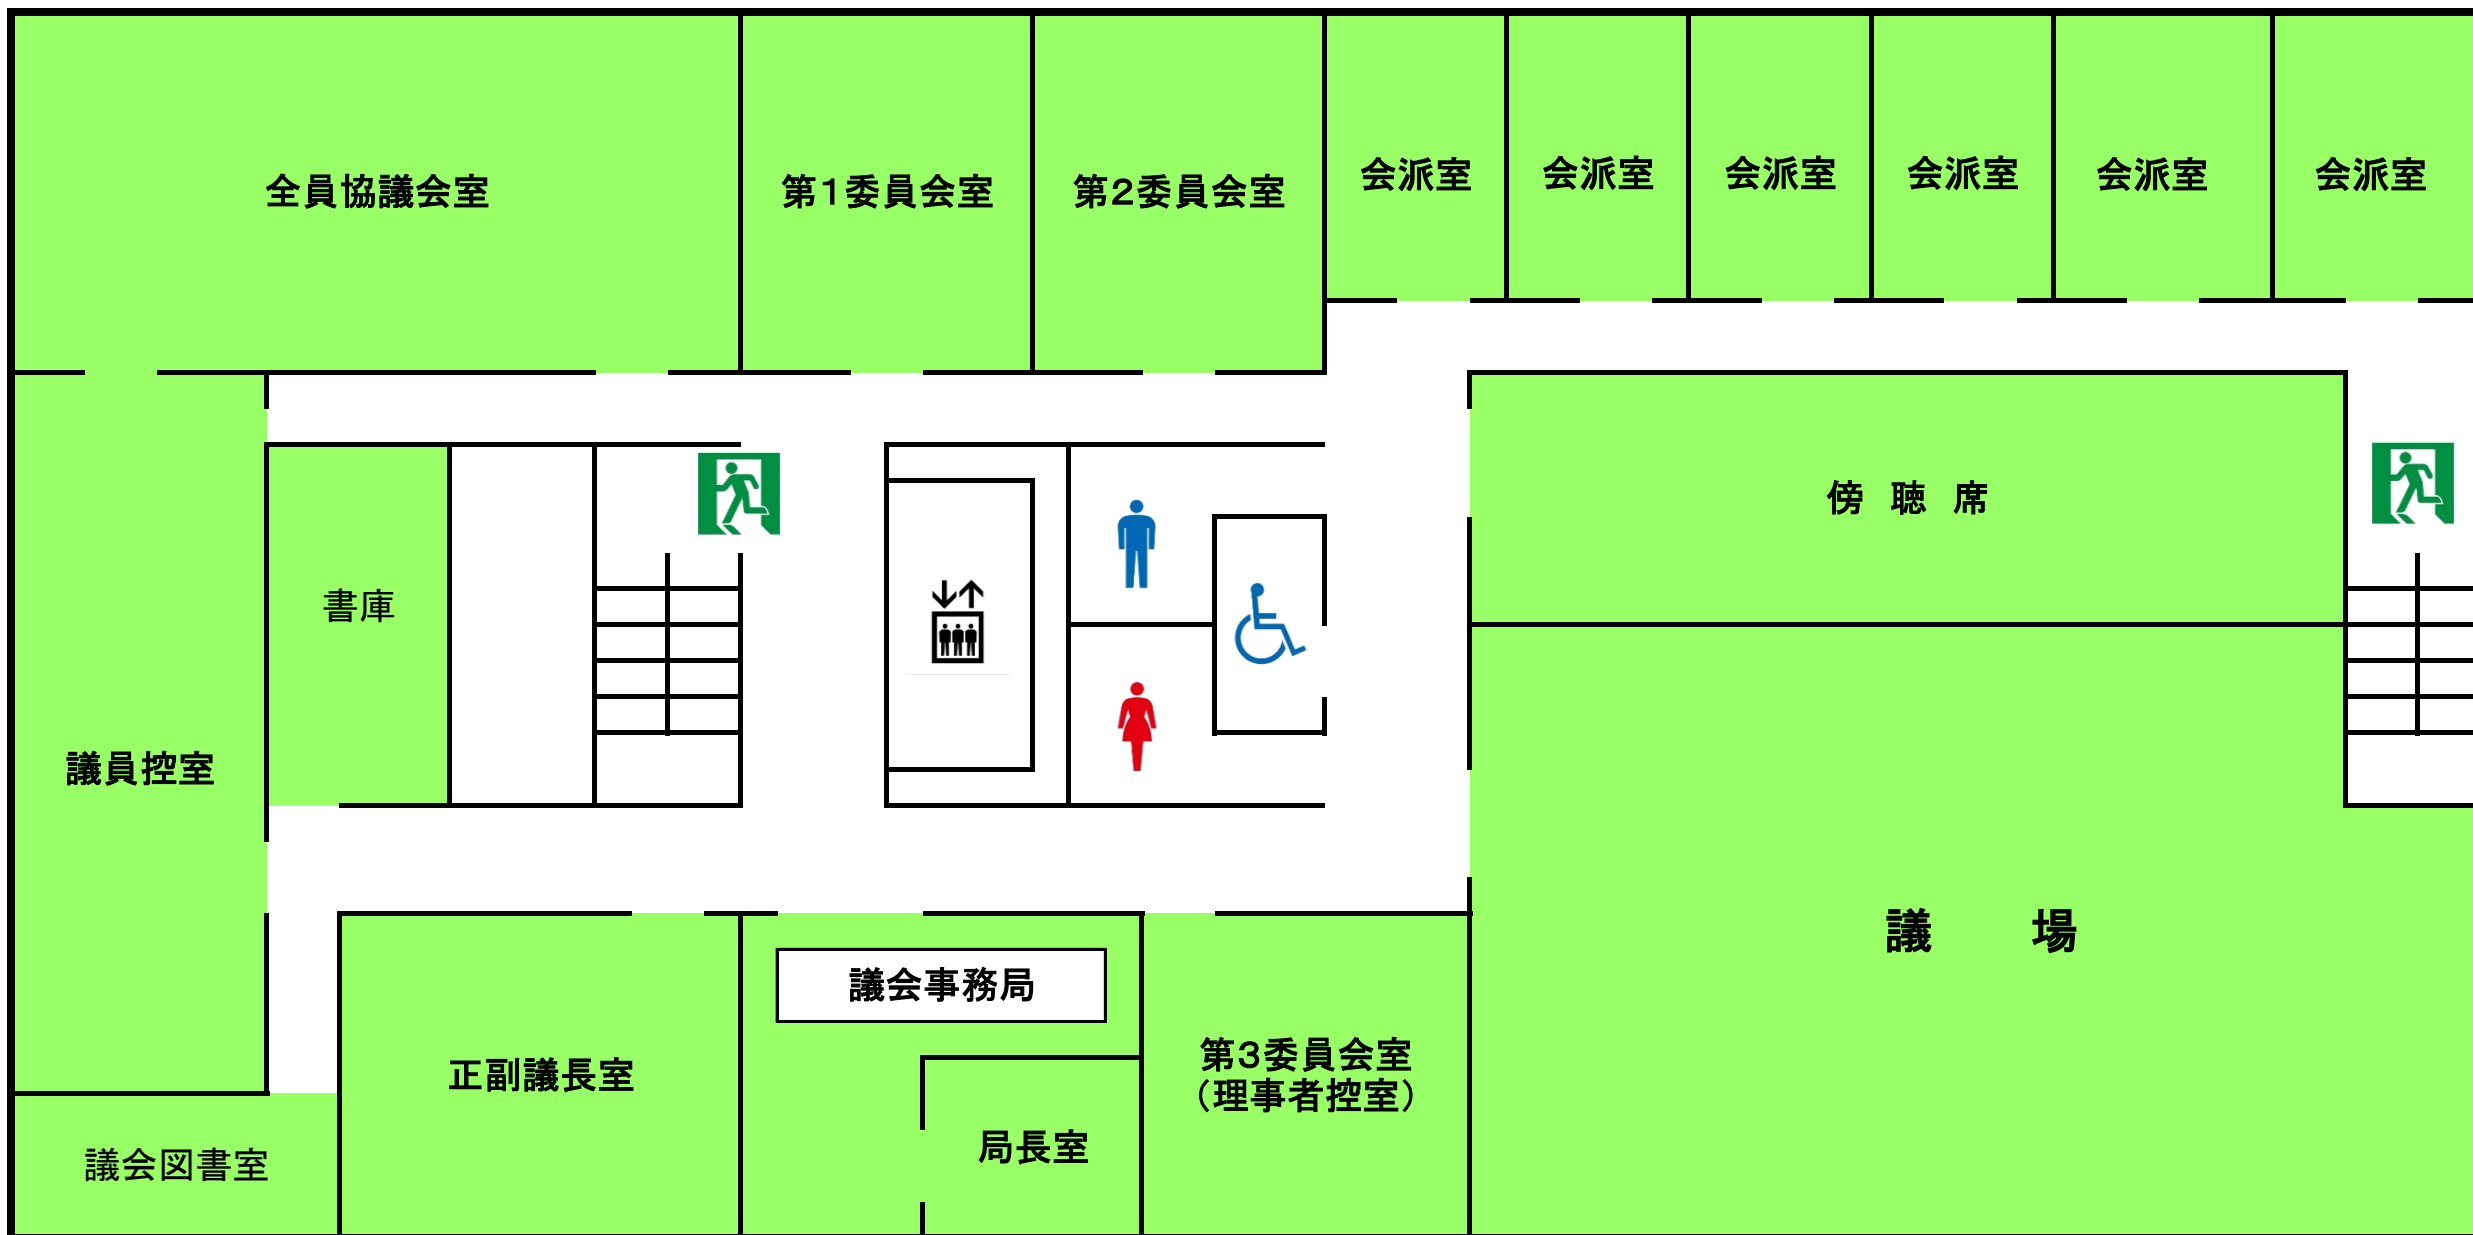 全員協議会室
第1委員会室
第2委員会室
会派室
会派室
会派室
会派室
会派室
会派室
傍 聴 席
書庫
議員控室
議 場
議会事務局
正副議長室
第3委員会室
(理事者控室)
局長室
議会図書室